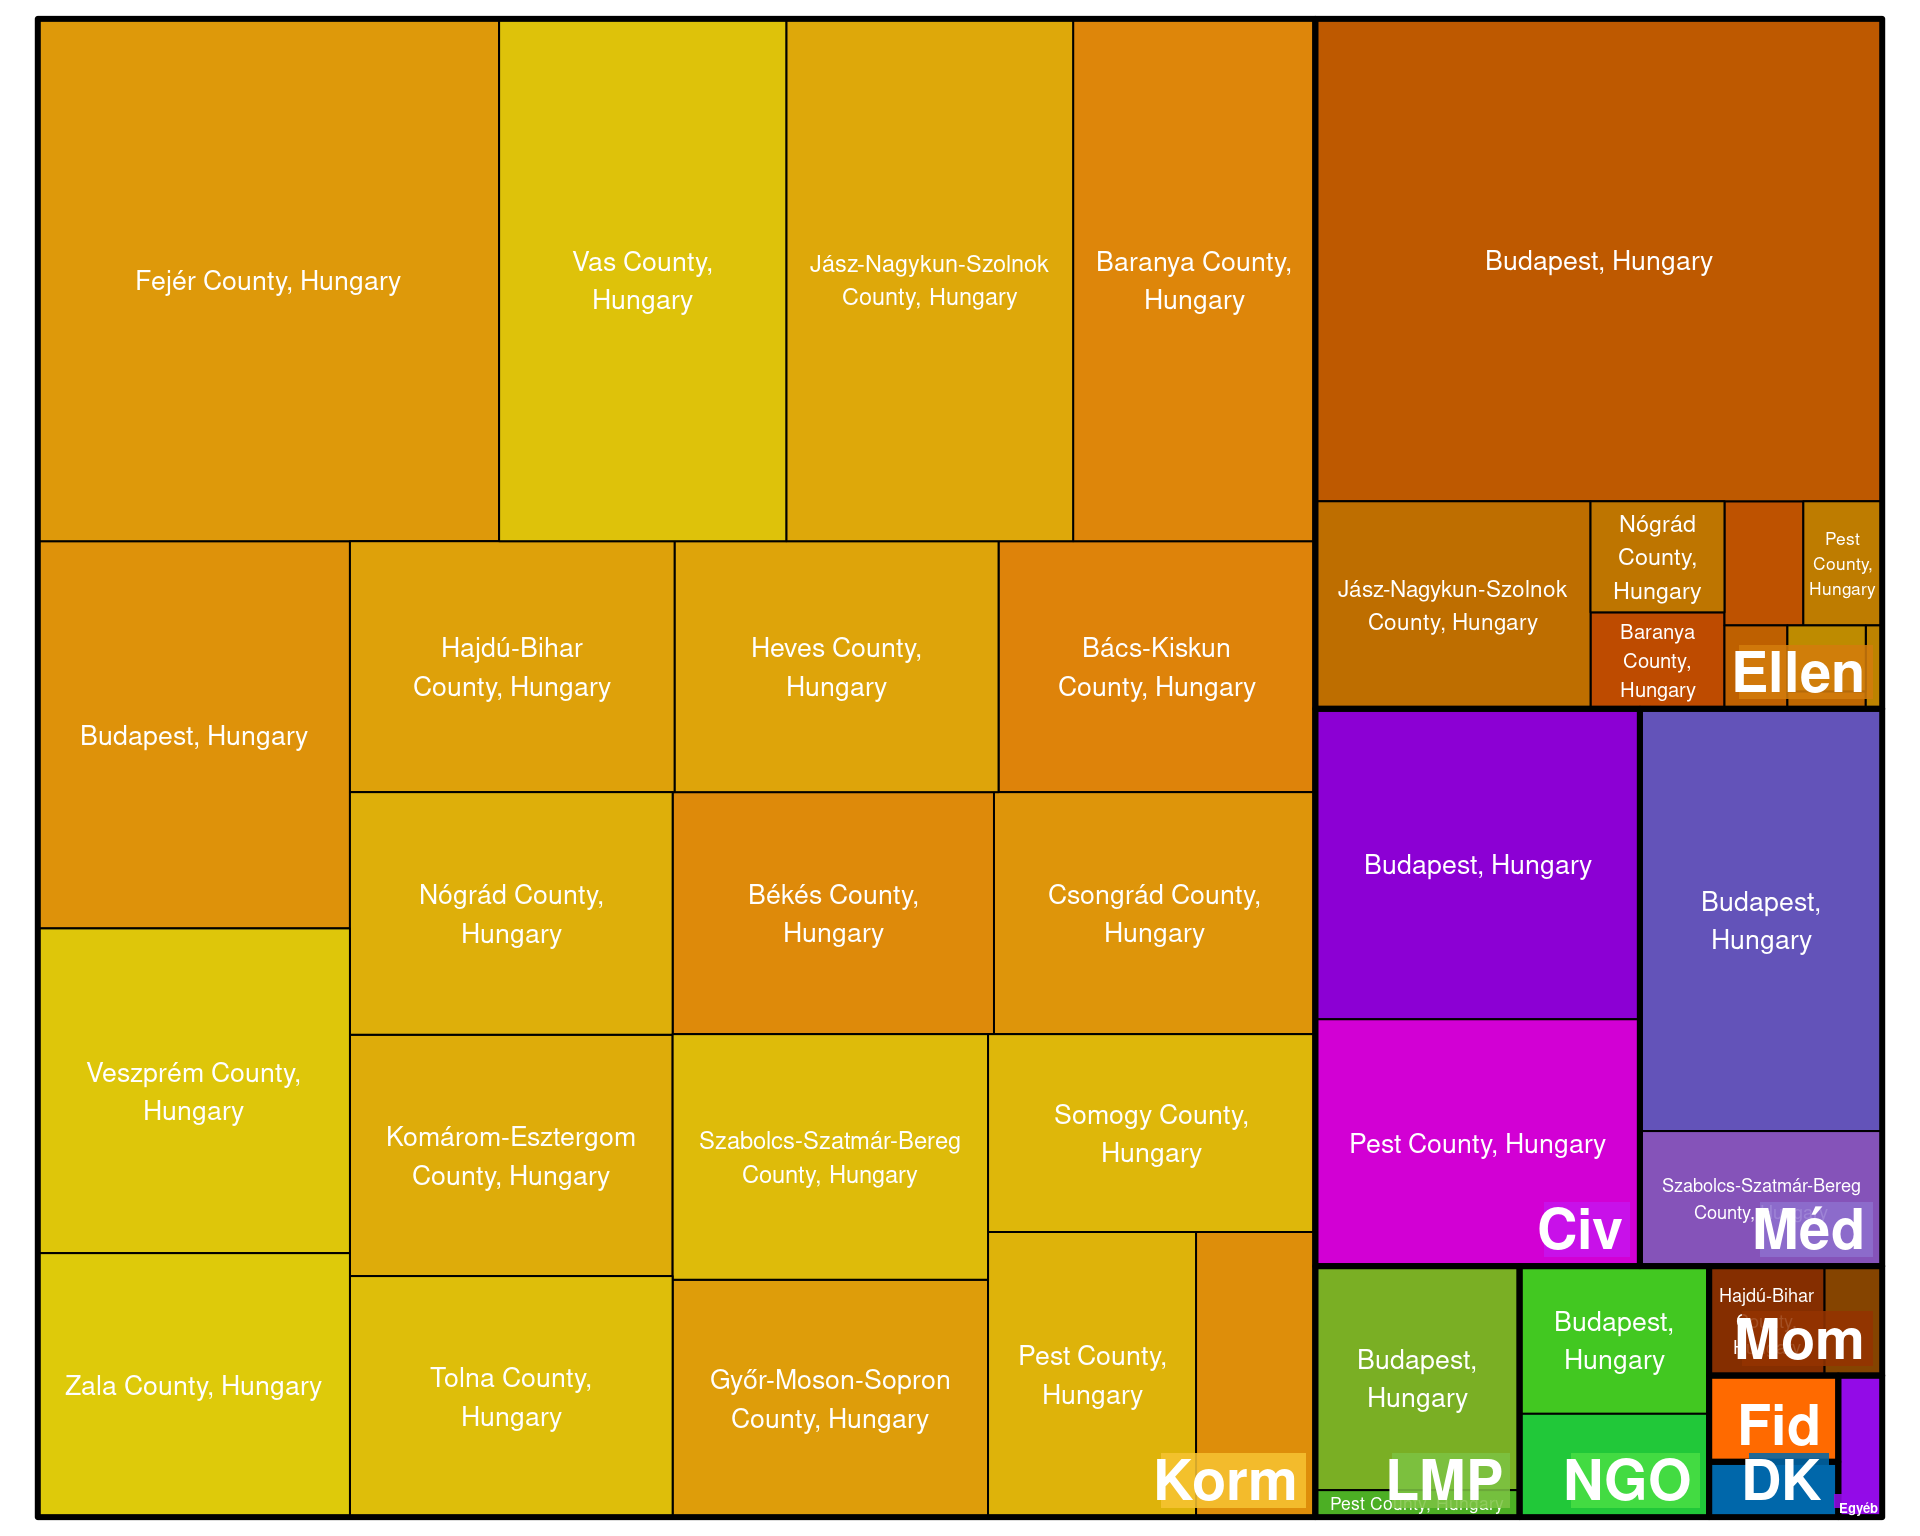 Fejér County, Hungary
Vas County,
Hungary
Jász-Nagykun-Szolnok
County, Hungary
Baranya County,
Hungary
Budapest, Hungary
Hajdú-Bihar
County, Hungary
Heves County,
Hungary
Bács-Kiskun
County, Hungary
Nógrád County,
Hungary
Békés County,
Hungary
Csongrád County,
Hungary
Veszprém County,
Hungary
Komárom-Esztergom
County, Hungary
Szabolcs-Szatmár-Bereg
County, Hungary
Somogy County,
Hungary
Zala County, Hungary
Tolna County,
Hungary
Győr-Moson-Sopron
County, Hungary
Pest County,
Hungary
Korm
Budapest, Hungary
Jász-Nagykun-Szolnok
County, Hungary
Nógrád
County,
Hungary
Baranya
County,
Hungary
Pest
County,
Hungary
Ellen
Budapest, Hungary
Pest County, Hungary
Civ
Budapest,
Hungary
Szabolcs-Szatmár-Bereg
County, Hungary
Méd
Budapest,
Hungary
Pest County, Hungary
LMP
Budapest,
Hungary
NGO
Hajdú-Bihar
Mom
Fid
DK
Egyéb